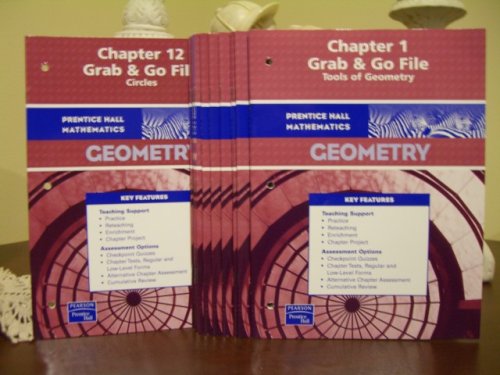 Chapter 12
Grab & Go Fil
Circles
PRENTICE HALL
MATHEMATICS
GEOMETRY
KEY FEATURES
Teaching Support
• Practice
• Reteaching
• Enrichment
• Chapter Project
Assessment Options
• Checkpoint Quizzes
• Chapter Tests, Regular and
Low-Level Forms
• Alternative Chapter Assessment
• Cumulative Review
PEARSON
Prentice
Hall
Chapter 1
Grab & Go File
Tools of Geometry
PRENTICE HALL
MATHEMATICS
GEOMETRY
KEY FEATURES
Teaching Support
• Practice
• Reteaching
• Enrichment
• Chapter Project
Assessment Options
• Checkpoint Quizzes
• Chapter Tests, Regular and
Low-Level Forms
• Alternative Chapter Assessment
• Cumulative Review
PEARSON
Prentice
Hall